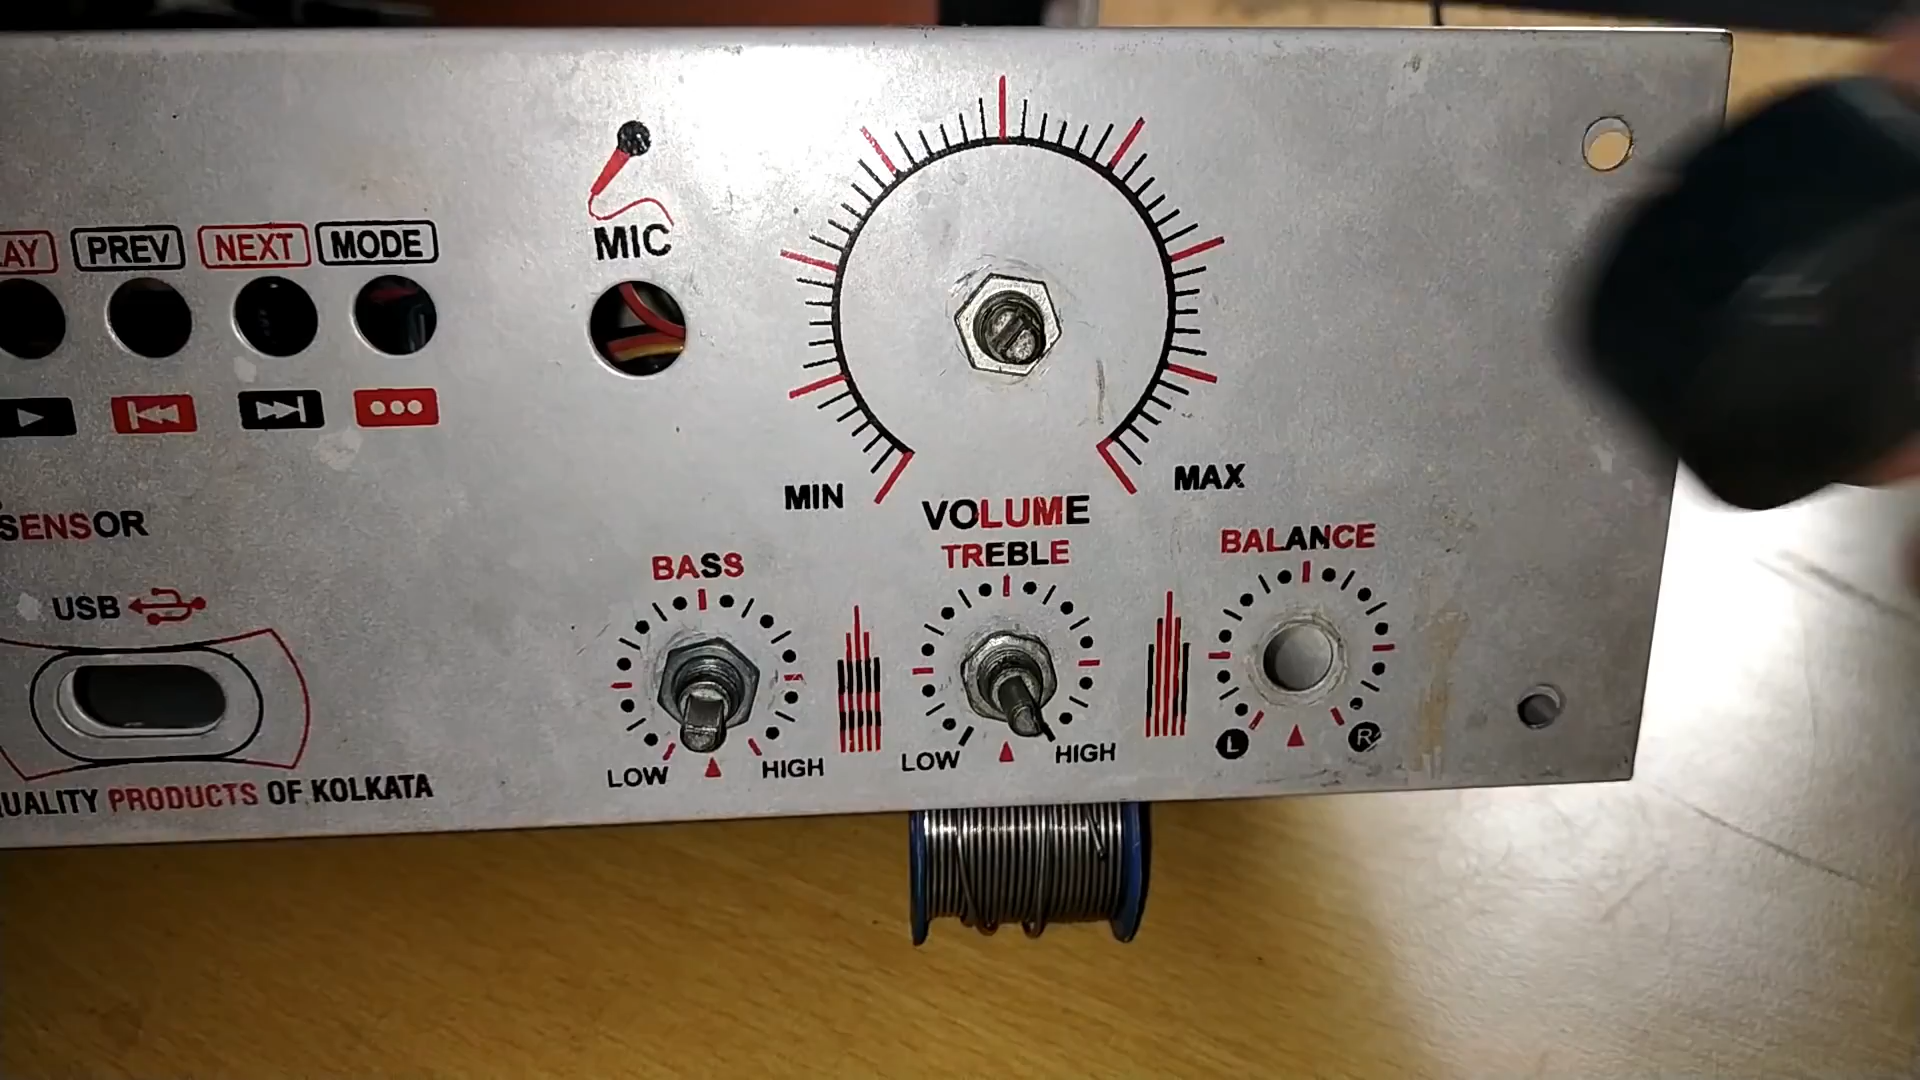 AY PREV NEXT MODE
MIC
MIN MAX
VOLUME
SENSOR
BASS TREBLE BALANCE
USB
LOW HIGH LOW HIGH L R
UALITY PRODUCTS OF KOLKATA